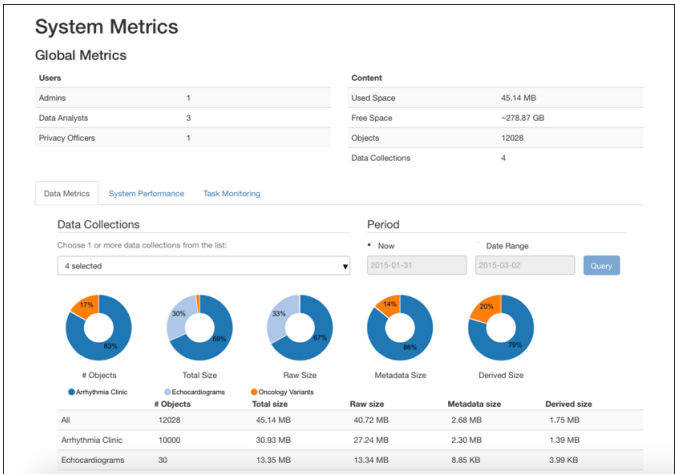 System Metrics
Global Metrics
Users
Admins 1
Data Analysts 3
Privacy Officers 1
Content
Used Space 45.14 MB
Free Space ~278.87 GB
Objects 12028
Data Collections 4
Data Metrics System Performance Task Monitoring
Data Collections
Choose 1 or more data collections from the list:
4 selected
Period
Now Date Range
2015-01-31 2015-03-02 Query
17% 83%
30% 69%
33% 67%
14% 86%
20% 79%
# Objects Total Size Raw Size Metadata Size Derived Size
Arrhythmia Clinic Echocardiograms Oncology Variants
# Objects Total size Raw size Metadata size Derived size
All 12028 45.14 MB 40.72 MB 2.68 MB 1.75 MB
Arrhythmia Clinic 10000 30.93 MB 27.24 MB 2.30 MB 1.39 MB
Echocardiograms 30 13.35 MB 13.34 MB 8.85 KB 3.99 KB